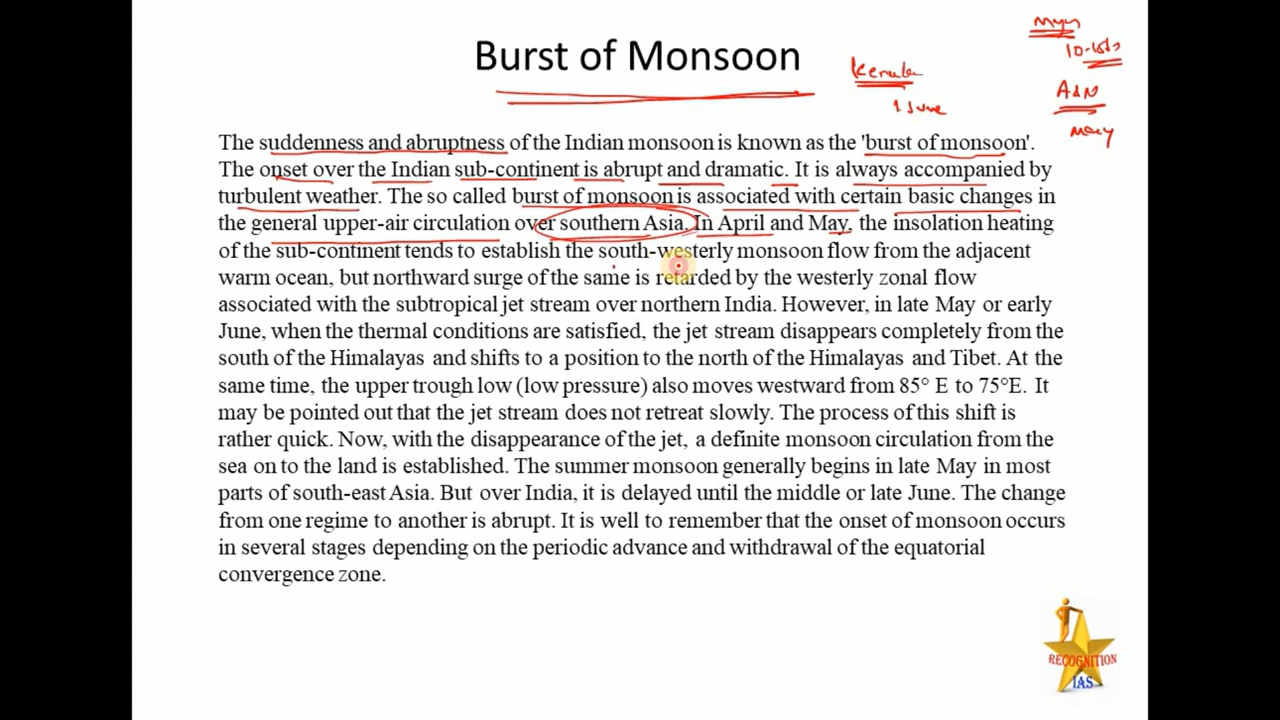 Burst of Monsoon
Kerala
1 June
10-15th
A&N
May
The suddenness and abruptness of the Indian monsoon is known as the 'burst of monsoon'.
The onset over the Indian sub-continent is abrupt and dramatic. It is always accompanied by
turbulent weather. The so called burst of monsoon is associated with certain basic changes in
the general upper-air circulation over southern Asia. In April and May, the insolation heating
of the sub-continent tends to establish the south-westerly monsoon flow from the adjacent
warm ocean, but northward surge of the same is retarded by the westerly zonal flow
associated with the subtropical jet stream over northern India. However, in late May or early
June, when the thermal conditions are satisfied, the jet stream disappears completely from the
south of the Himalayas and shifts to a position to the north of the Himalayas and Tibet. At the
same time, the upper trough low (low pressure) also moves westward from 85° E to 75°E. It
may be pointed out that the jet stream does not retreat slowly. The process of this shift is
rather quick. Now, with the disappearance of the jet, a definite monsoon circulation from the
sea on to the land is established. The summer monsoon generally begins in late May in most
parts of south-east Asia. But over India, it is delayed until the middle or late June. The change
from one regime to another is abrupt. It is well to remember that the onset of monsoon occurs
in several stages depending on the periodic advance and withdrawal of the equatorial
convergence zone.
RECOGNITION
IAS